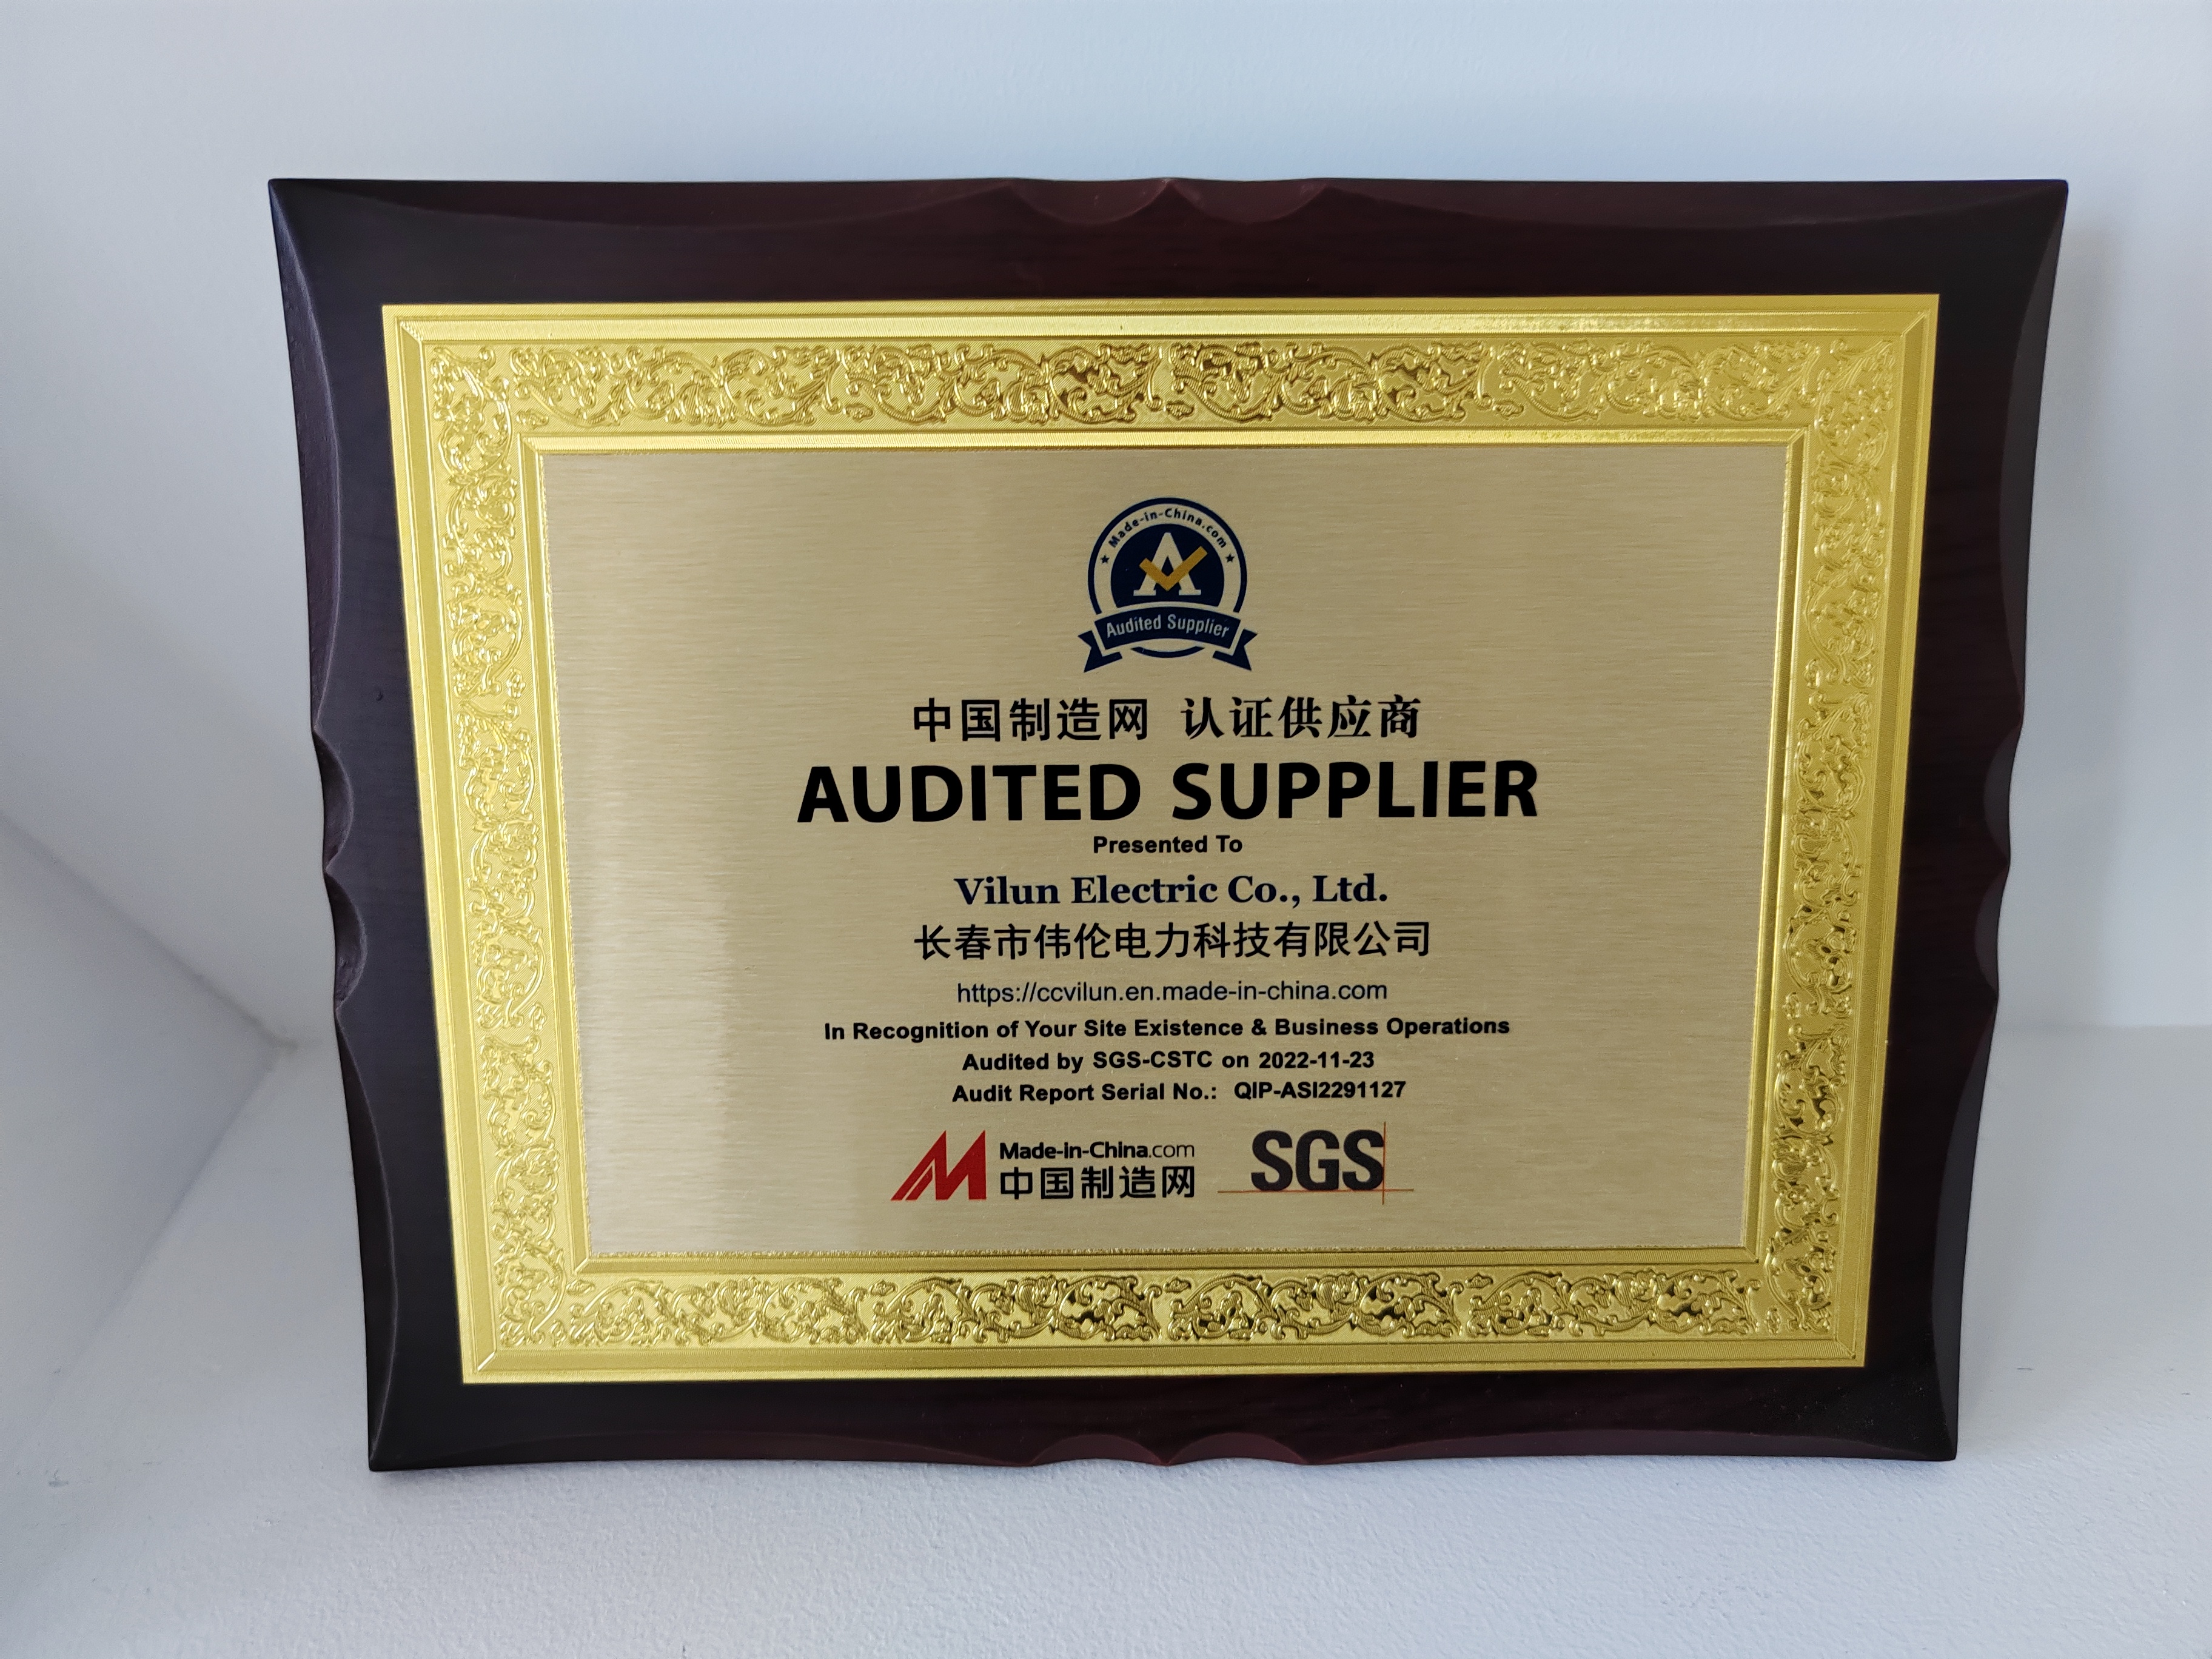 Made-in-China.com
A
Audited Supplier
中国制造网 认证供应商
AUDITED SUPPLIER
Presented To
Vilun Electric Co., Ltd.
长春市伟伦电力科技有限公司
https://ccvilun.en.made-in-china.com
In Recognition of Your Site Existence & Business Operations
Audited by SGS-CSTC on 2022-11-23
Audit Report Serial No.: QIP-ASI2291127
Made-in-China.com
中国制造网
SGS